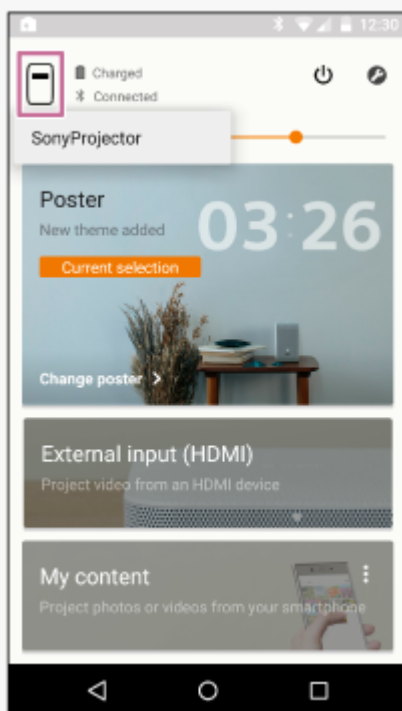 12:30
Charged
Connected
SonyProjector
Poster
New theme added
03:26
Current selection
Change poster >
External input (HDMI)
Project video from an HDMI device
My content
Project photos or videos from your smartphone